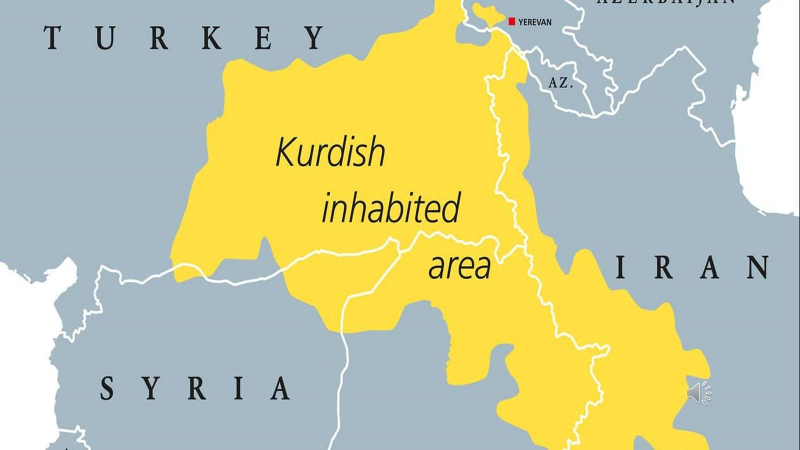 AZERBAIJAN
TURKEY
YEREVAN
AZ.
Kurdish
inhabited
area
IRAN
SYRIA